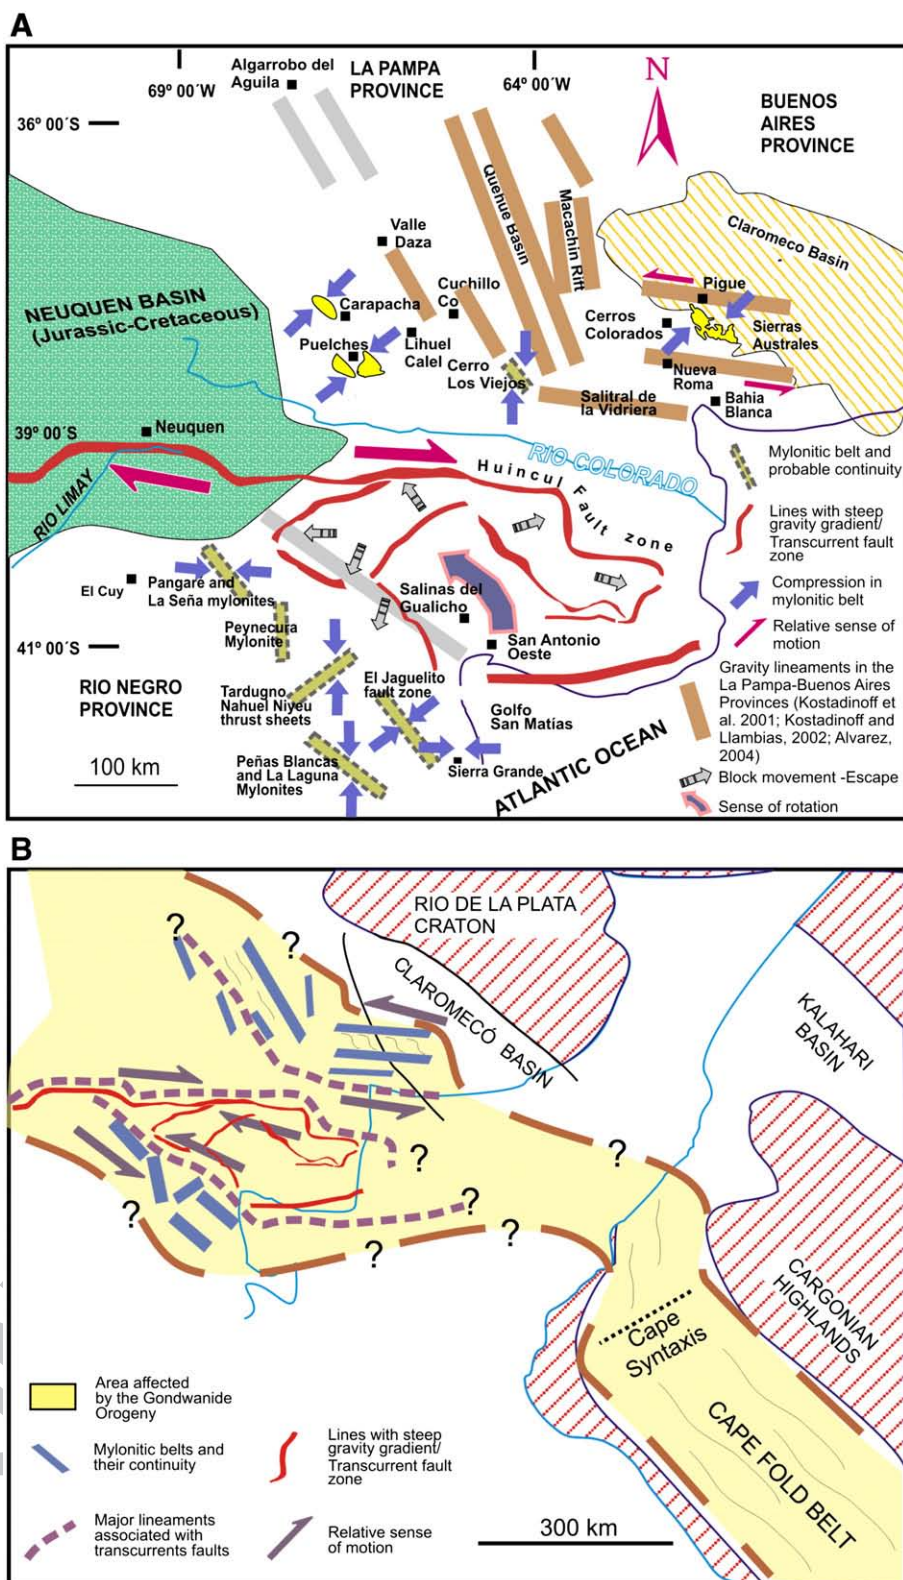 A
Algarrobo del
Aguila
69º 00´W
LA PAMPA
PROVINCE
64º 00´W
N
36º 00´S
BUENOS
AIRES
PROVINCE
Quehue Basin
Macachin Rift
Claromeco Basin
Valle
Daza
NEUQUEN BASIN
(Jurassic-Cretaceous)
Cuchillo
Co
Pigue
Carapacha
Cerros
Colorados
Sierras
Australes
Puelches
Lihuel
Calel
Cerro
Los Viejos
Nueva
Roma
Salitral de
la Vidriera
Bahia
Blanca
39º 00´S
Neuquen
RIO COLORADO
RIO LIMAY
Huincul Fault zone
Mylonitic belt and
probable continuity
Lines with steep
gravity gradient/
Transcurrent fault
zone
El Cuy
Pangaré and
La Seña mylonites
Salinas del
Gualicho
Compression in
mylonitic belt
Peynecura
Mylonite
Relative sense of
motion
41º 00´S
San Antonio
Oeste
RIO NEGRO
PROVINCE
Tardugno
Nahuel Niyeu
thrust sheets
El Jaguelito
fault zone
Gravity lineaments in the
La Pampa-Buenos Aires
Provinces (Kostadinoff et
al. 2001; Kostadinoff and
Llambias, 2002; Alvarez,
2004)
Golfo
San Matías
ATLANTIC OCEAN
100 km
Peñas Blancas
and La Laguna
Mylonites
Sierra Grande
Block movement -Escape
Sense of rotation
B
RIO DE LA PLATA
CRATON
?
?
CLAROMECÓ BASIN
KALAHARI
BASIN
?
?
?
?
?
?
CARGONIAN
HIGHLANDS
Cape
Syntaxis
CAPE FOLD BELT
Area affected
by the Gondwanide
Orogeny
Mylonitic belts and
their continuity
Lines with steep
gravity gradient/
Transcurrent fault
zone
Major lineaments
associated with
transcurrents faults
Relative sense
of motion
300 km